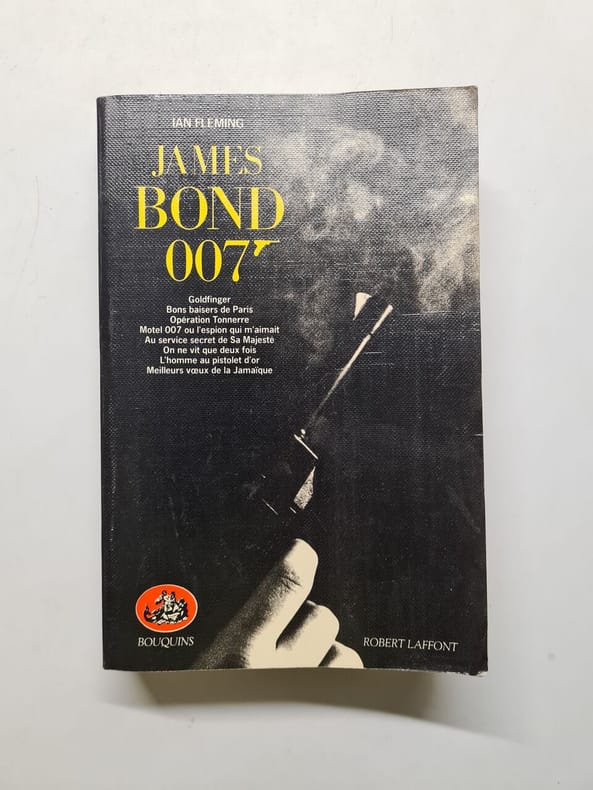 IAN FLEMING
JAMES
BOND
007
Goldfinger
Bons baisers de Paris
Opération Tonnerre
Motel 007 ou l'espion qui m'aimait
Au service secret de Sa Majesté
On ne vit que deux fois
L'homme au pistolet d'or
Meilleurs vœux de la Jamaïque
BOUQUINS
ROBERT LAFFONT